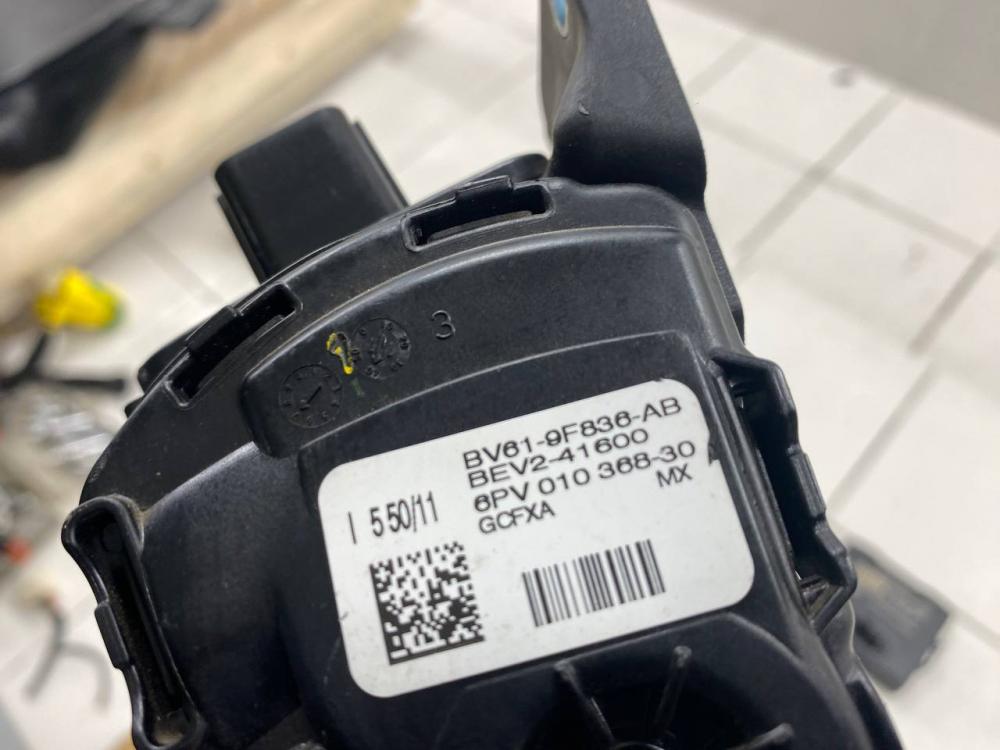 3
BV61-9F836-AB
BEV2-41600
6PV 010 368-30
MX
GCFXA
I 5 50/11